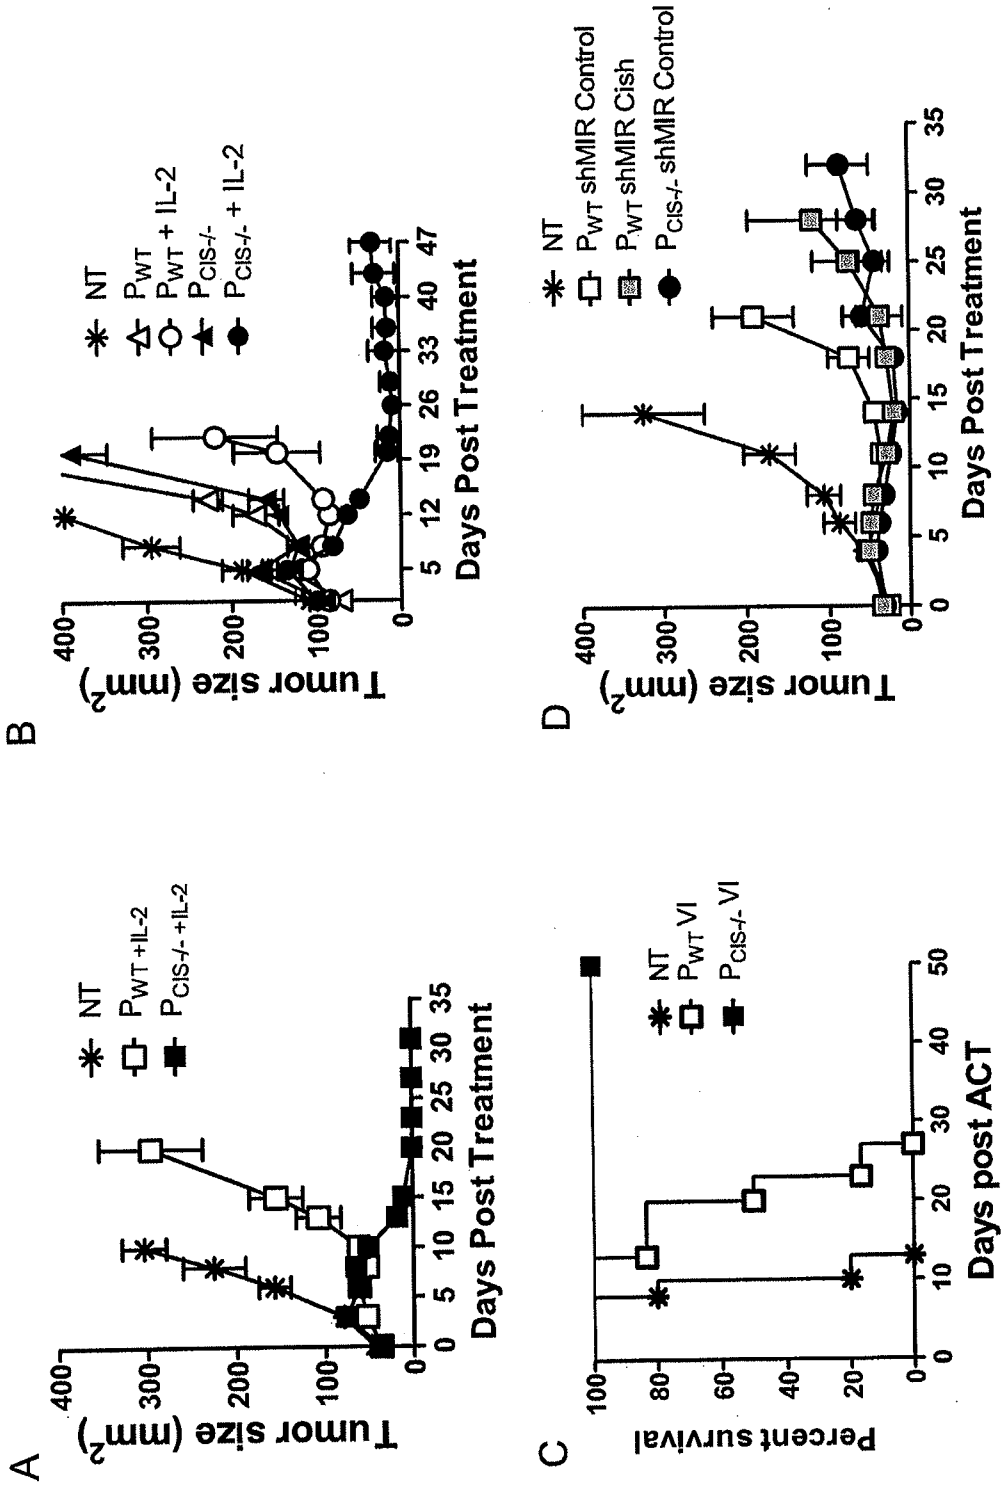 A
400
300
200
100
0
Tumor size (mm²)
0 5 10 15 20 25 30 35
Days Post Treatment
NT
PWT +IL-2
PCIS-/- +IL-2
B
400
300
200
100
0
Tumor size (mm²)
5 12 19 26 33 40 47
Days Post Treatment
NT
PWT
PWT + IL-2
PCIS-/-
PCIS-/- + IL-2
C
100
80
60
40
20
0
Percent survival
0 10 20 30 40 50
Days post ACT
NT
PWT VI
PCIS-/- VI
D
400
300
200
100
0
Tumor size (mm²)
0 5 10 15 20 25 30 35
Days Post Treatment
NT
PWT shMIR Control
PWT shMIR Cish
PCIS-/- shMIR Control